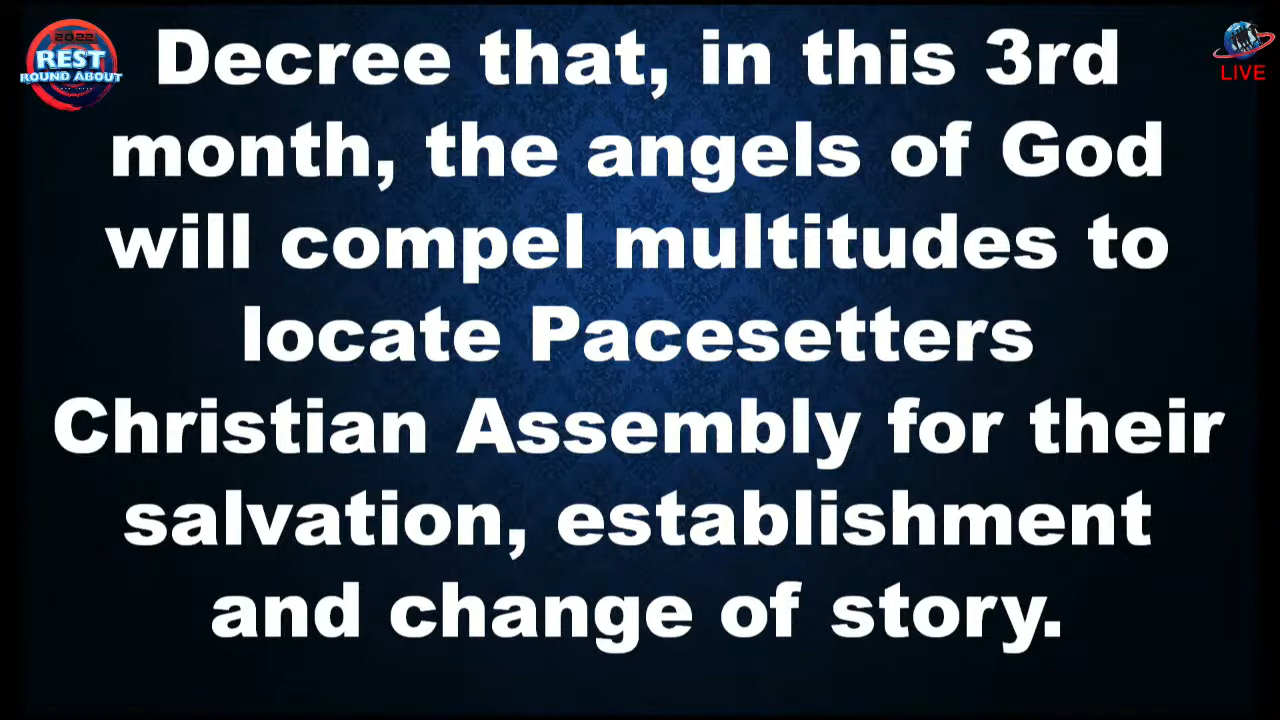 2022
REST
ROUND ABOUT
LIVE
Decree that, in this 3rd
month, the angels of God
will compel multitudes to
locate Pacesetters
Christian Assembly for their
salvation, establishment
and change of story.